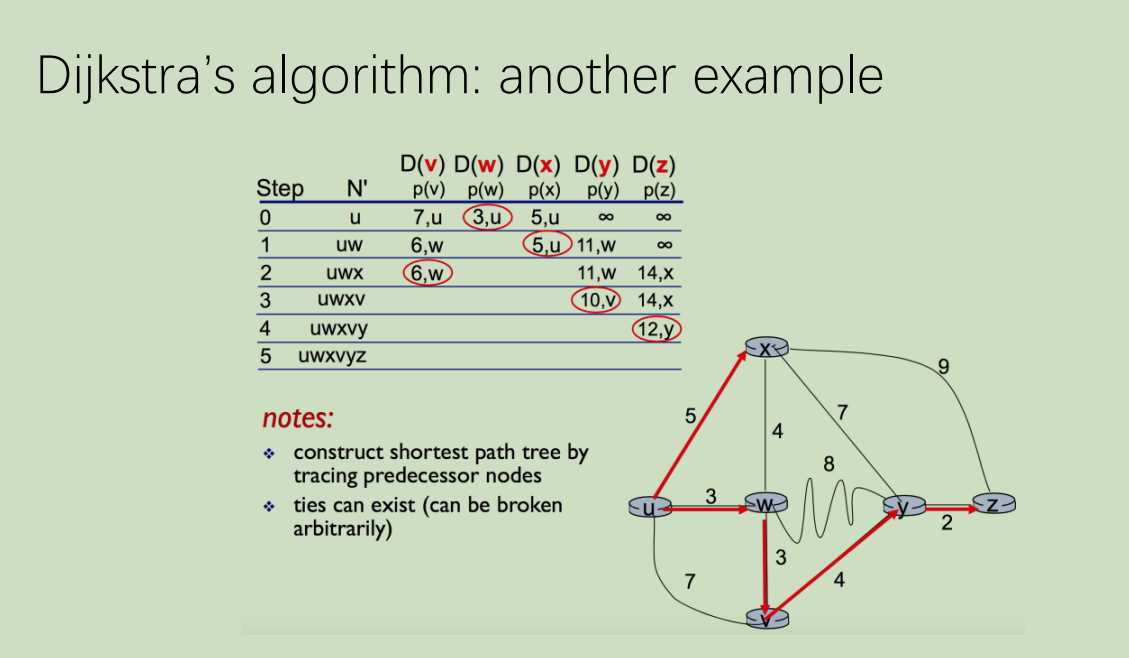 Dijkstra's algorithm: another example
D(v) D(w) D(x) D(y) D(z)
Step N' p(v) p(w) p(x) p(y) p(z)
0 u 7,u 3,u 5,u ∞ ∞
1 uw 6,w 5,u 11,w ∞
2 uwx 6,w 11,w 14,x
3 uwxv 10,v 14,x
4 uwxvy 12,y
5 uwxvyz
notes:
❖ construct shortest path tree by
tracing predecessor nodes
❖ ties can exist (can be broken
arbitrarily)
x
9
5
7
4
8
3
u
w
y
z
2
3
7
4
v